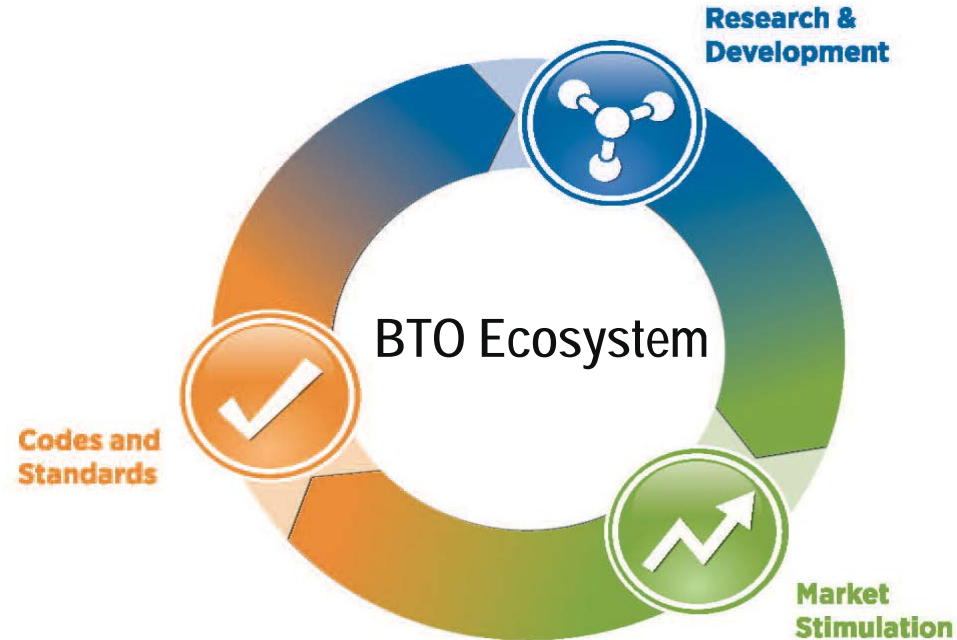 Research &
Development
BTO Ecosystem
Codes and
Standards
Market
Stimulation